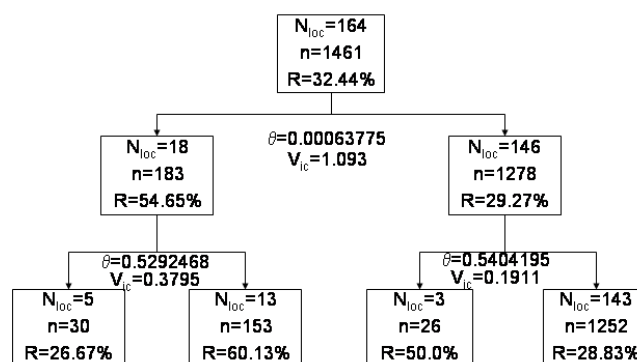 N_loc=164
n=1461
R=32.44%
θ=0.00063775
V_ic=1.093
N_loc=18
n=183
R=54.65%
N_loc=146
n=1278
R=29.27%
θ=0.5292468
V_ic=0.3795
θ=0.5404195
V_ic=0.1911
N_loc=5
n=30
R=26.67%
N_loc=13
n=153
R=60.13%
N_loc=3
n=26
R=50.0%
N_loc=143
n=1252
R=28.83%